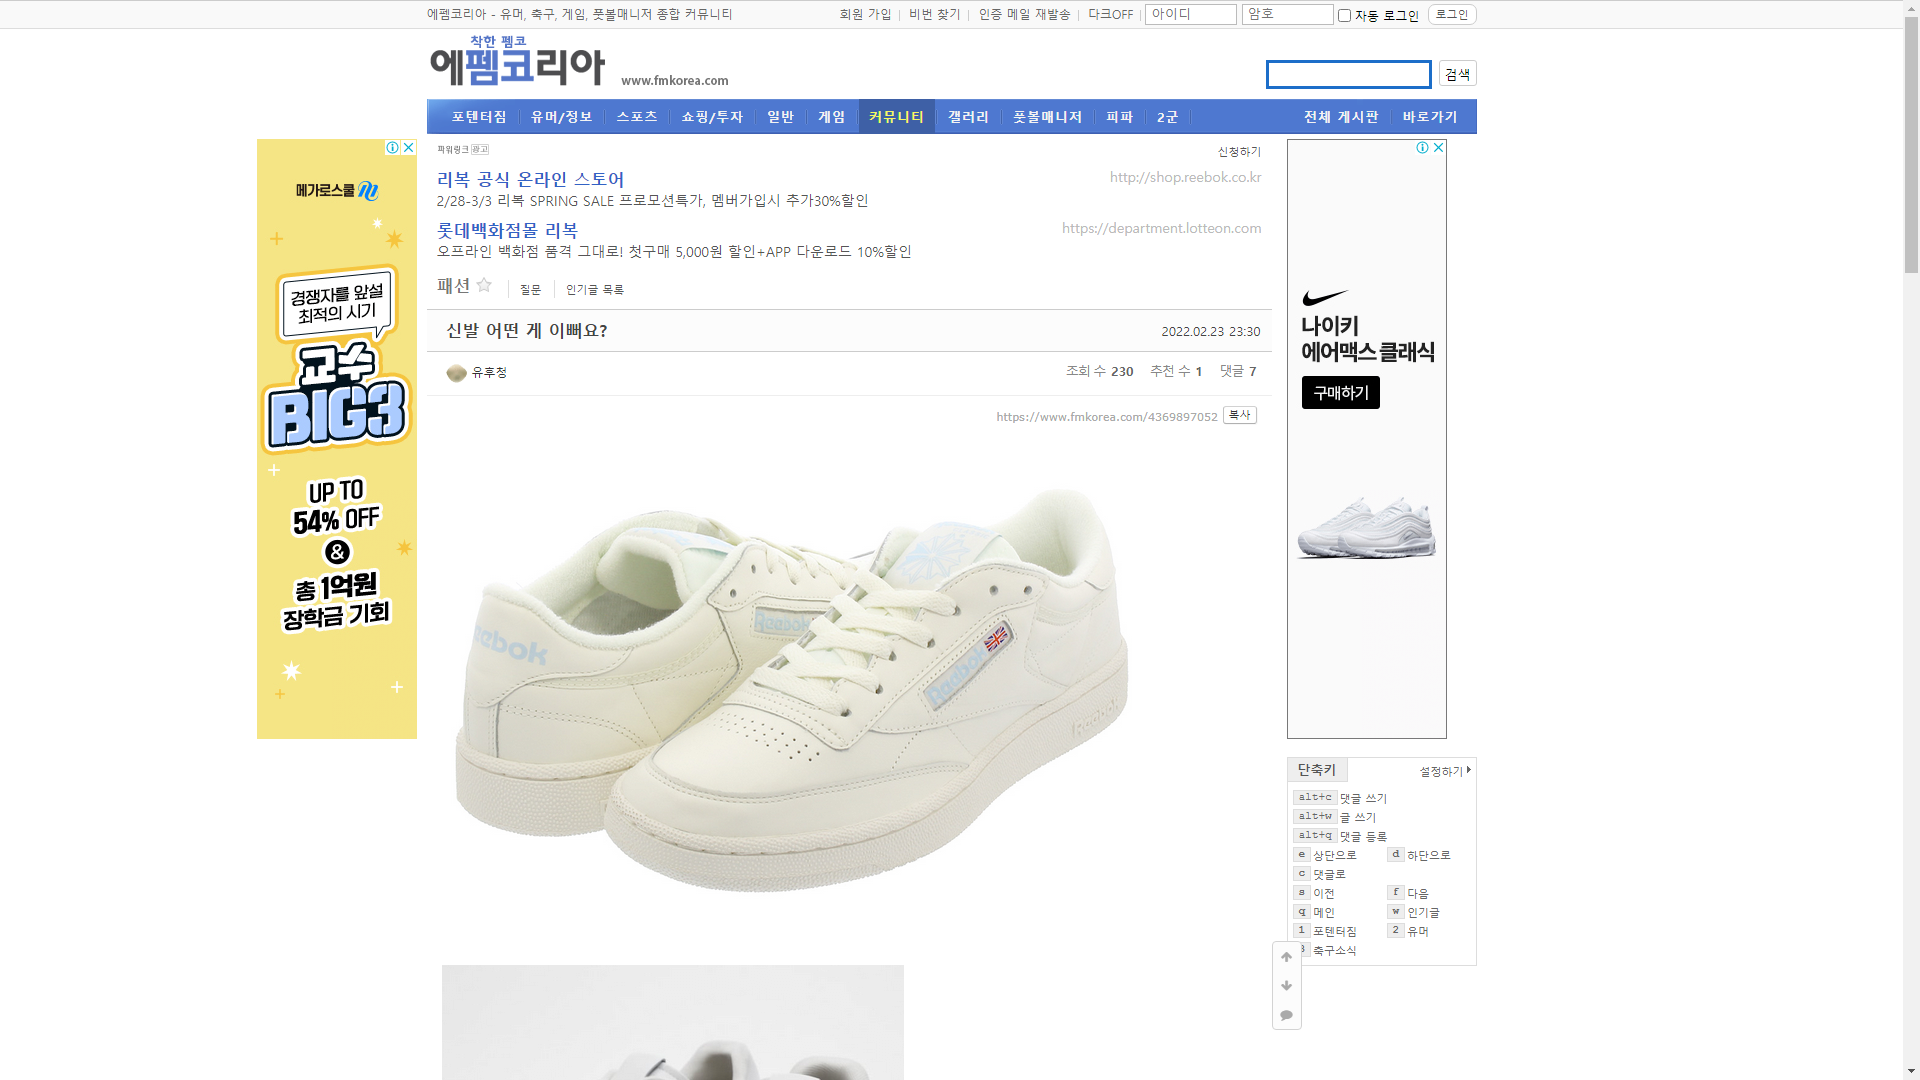 에펨코리아 - 유머, 축구, 게임, 풋볼매니저 종합 커뮤니티
회원 가입 비번 찾기 인증 메일 재발송 다크OFF 아이디 암호 자동 로그인 로그인
착한 펨코
에펨코리아 www.fmkorea.com
검색
포텐터짐 유머/정보 스포츠 쇼핑/투자 일반 게임 커뮤니티 갤러리 풋볼매니저 피파 2군 전체 게시판 바로가기
파워링크 광고
신청하기
리복 공식 온라인 스토어
http://shop.reebok.co.kr
2/28-3/3 리복 SPRING SALE 프로모션특가, 멤버가입시 추가30%할인
롯데백화점몰 리복
https://department.lotteon.com
오프라인 백화점 품격 그대로! 첫구매 5,000원 할인+APP 다운로드 10%할인
패션 질문 인기글 목록
신발 어떤 게 이뻐요?
2022.02.23 23:30
유후청
조회 수 230 추천 수 1 댓글 7
https://www.fmkorea.com/4369897052 복사
Reebok
Reebok
Reebok
Reebok
메가로스쿨
경쟁자를 앞설
최적의 시기
교수
BIG3
UP TO
54% OFF
&
총 1억원
장학금 기회
나이키
에어맥스 클래식
구매하기
단축키 설정하기
alt+c 댓글 쓰기
alt+w 글 쓰기
alt+q 댓글 등록
e 상단으로 d 하단으로
c 댓글로
s 이전 f 다음
q 메인 w 인기글
1 포텐터짐 2 유머
3 축구소식